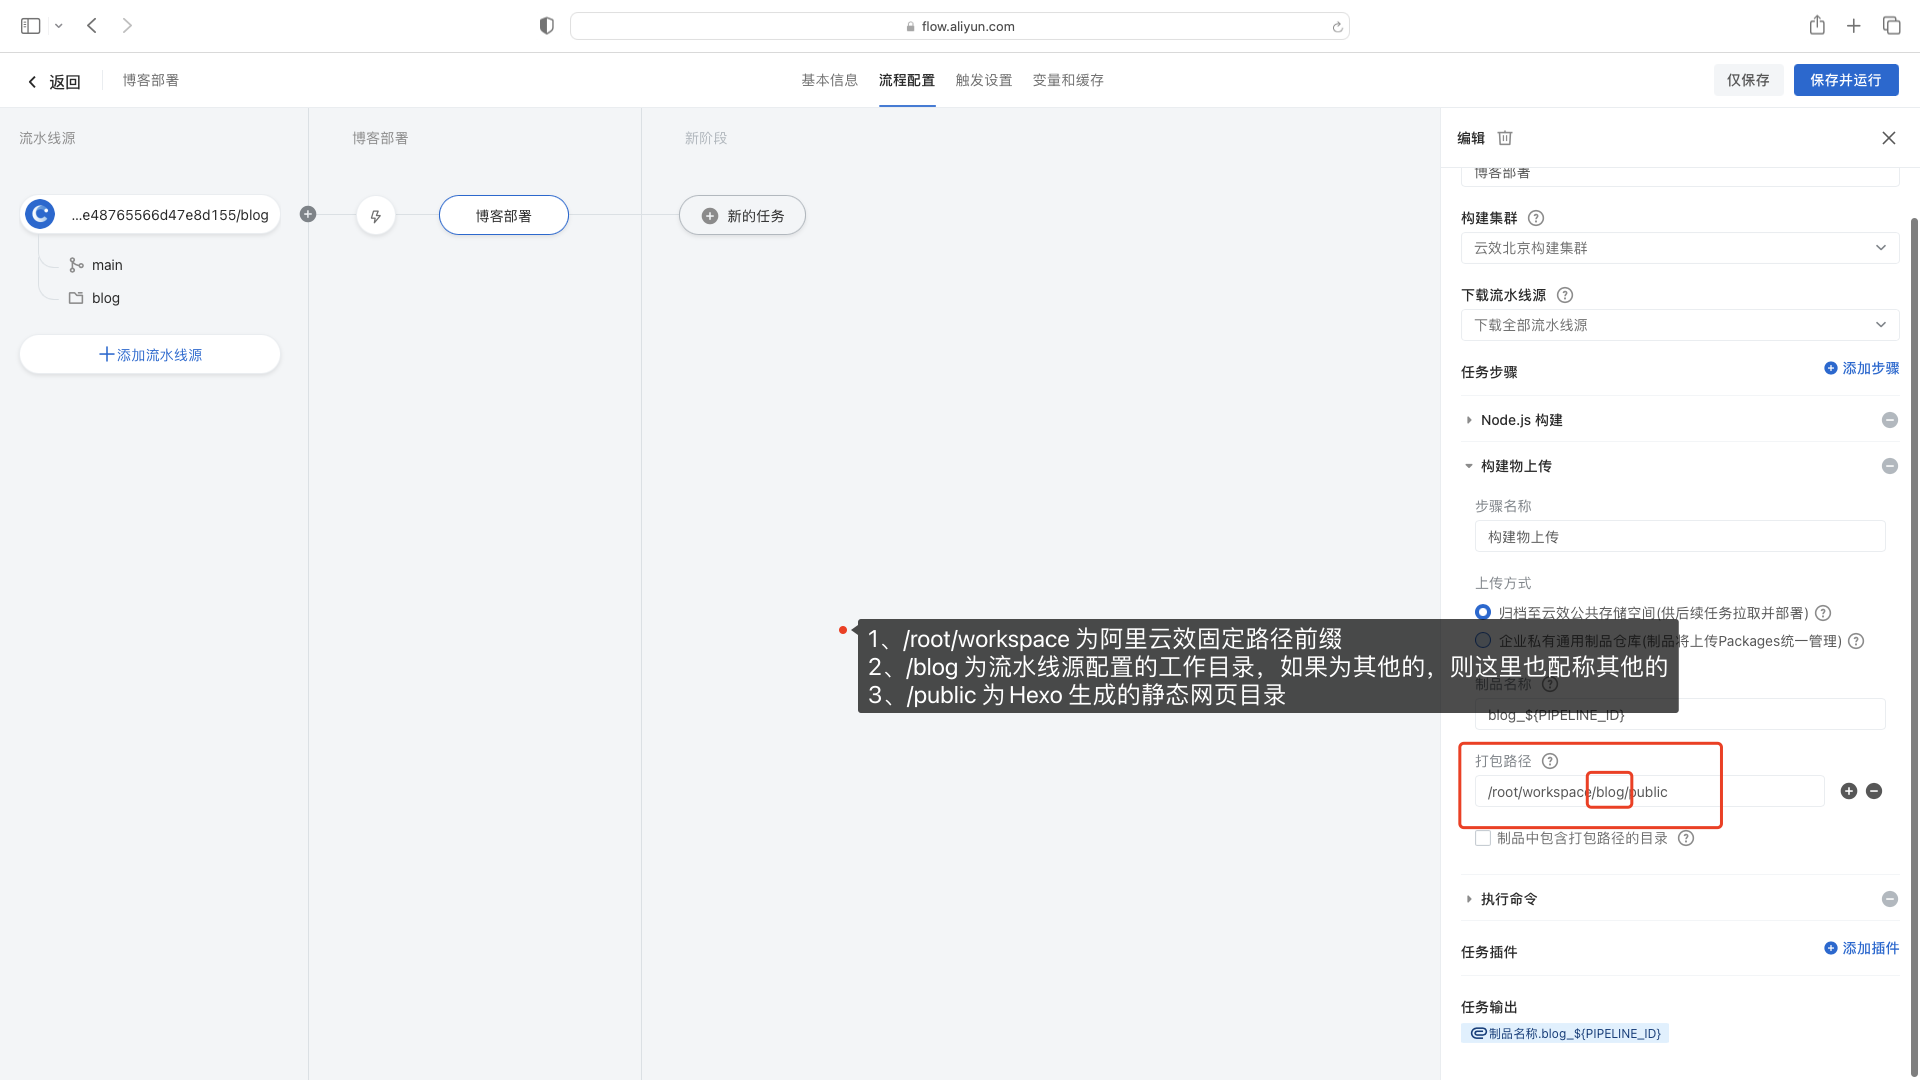 flow.aliyun.com
返回
博客部署
基本信息
流程配置
触发设置
变量和缓存
仅保存
保存并运行
流水线源
博客部署
新阶段
...e48765566d47e8d155/blog
博客部署
新的任务
main
blog
添加流水线源
编辑
博客部署
构建集群
云效北京构建集群
下载流水线源
下载全部流水线源
任务步骤
添加步骤
Node.js 构建
构建物上传
步骤名称
构建物上传
上传方式
归档至云效公共存储空间(供后续任务拉取并部署)
企业私有通用制品仓库(制品将上传Packages统一管理)
1、/root/workspace 为阿里云效固定路径前缀
2、/blog 为流水线源配置的工作目录，如果为其他的，则这里也配称其他的
3、/public 为 Hexo 生成的静态网页目录
制品名称
blog_${PIPELINE_ID}
打包路径
/root/workspace/blog/public
制品中包含打包路径的目录
执行命令
任务插件
添加插件
任务输出
制品名称.blog_${PIPELINE_ID}